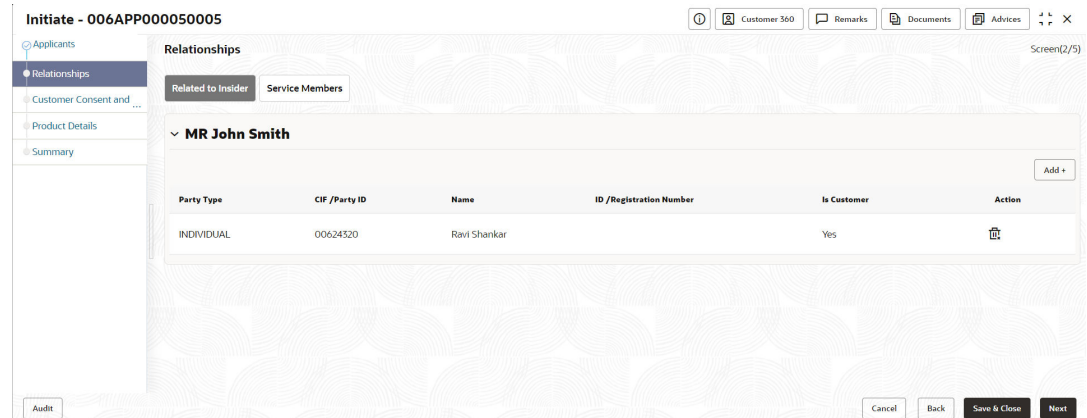 Initiate - 006APP000050005
Customer 360
Remarks
Documents
Advices
Applicants
Relationships
Customer Consent and ...
Product Details
Summary
Relationships
Screen(2/5)
Related to Insider
Service Members
MR John Smith
Add +
Party Type CIF /Party ID Name ID /Registration Number Is Customer Action
INDIVIDUAL 00624320 Ravi Shankar Yes
Audit
Cancel
Back
Save & Close
Next